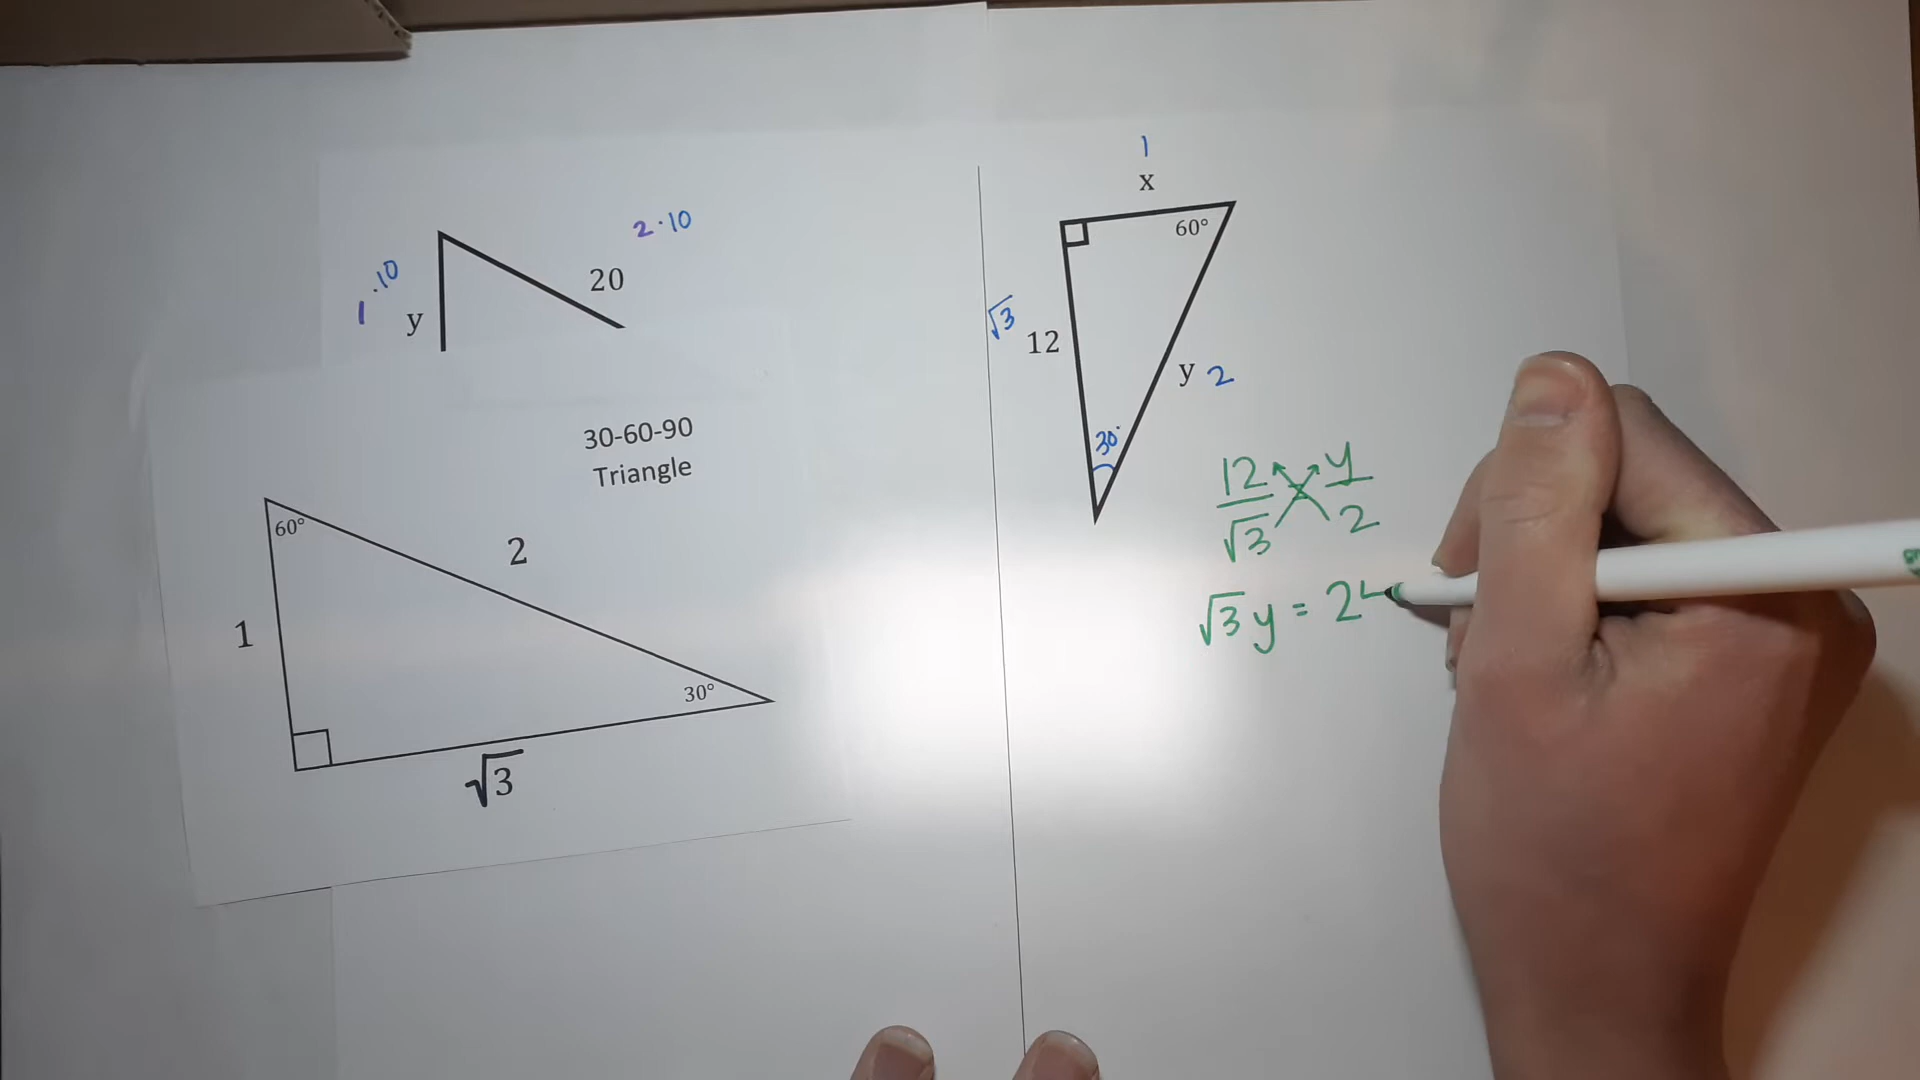 2·10
1·10
y
20
30-60-90
Triangle
60°
2
1
30°
√3
1
x
60°
√3
12
y 2
30°
12/√3 = y/2
√3 y = 24